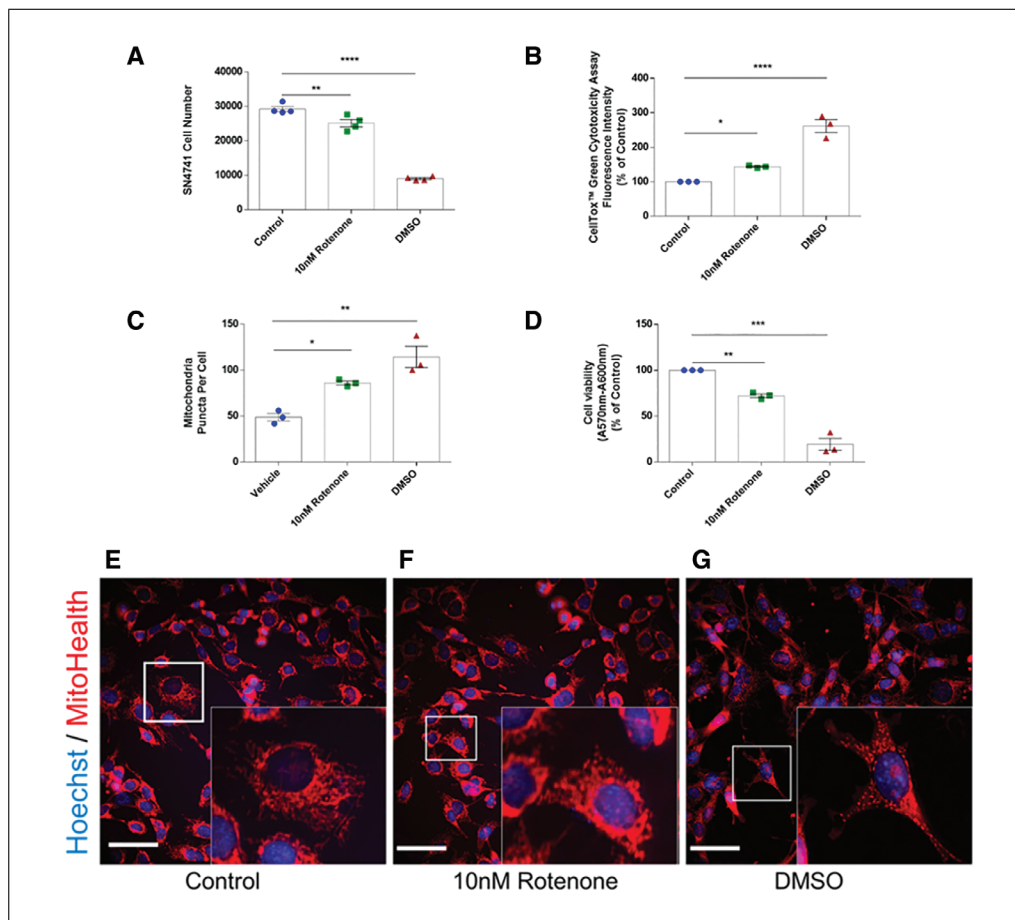 A
SN4741 Cell Number
40000
30000
20000
10000
0
****
**
Control
10nM Rotenone
DMSO
B
CellTox™ Green Cytotoxicity Assay
Fluorescence Intensity
(% of Control)
400
300
200
100
0
****
*
Control
10nM Rotenone
DMSO
C
Mitochondria
Puncta Per Cell
150
100
50
0
**
*
Vehicle
10nM Rotenone
DMSO
D
Cell viability
(A570nm-A600nm)
(% of Control)
150
100
50
0
***
**
Control
10nM Rotenone
DMSO
Hoechst / MitoHealth
E
Control
F
10nM Rotenone
G
DMSO